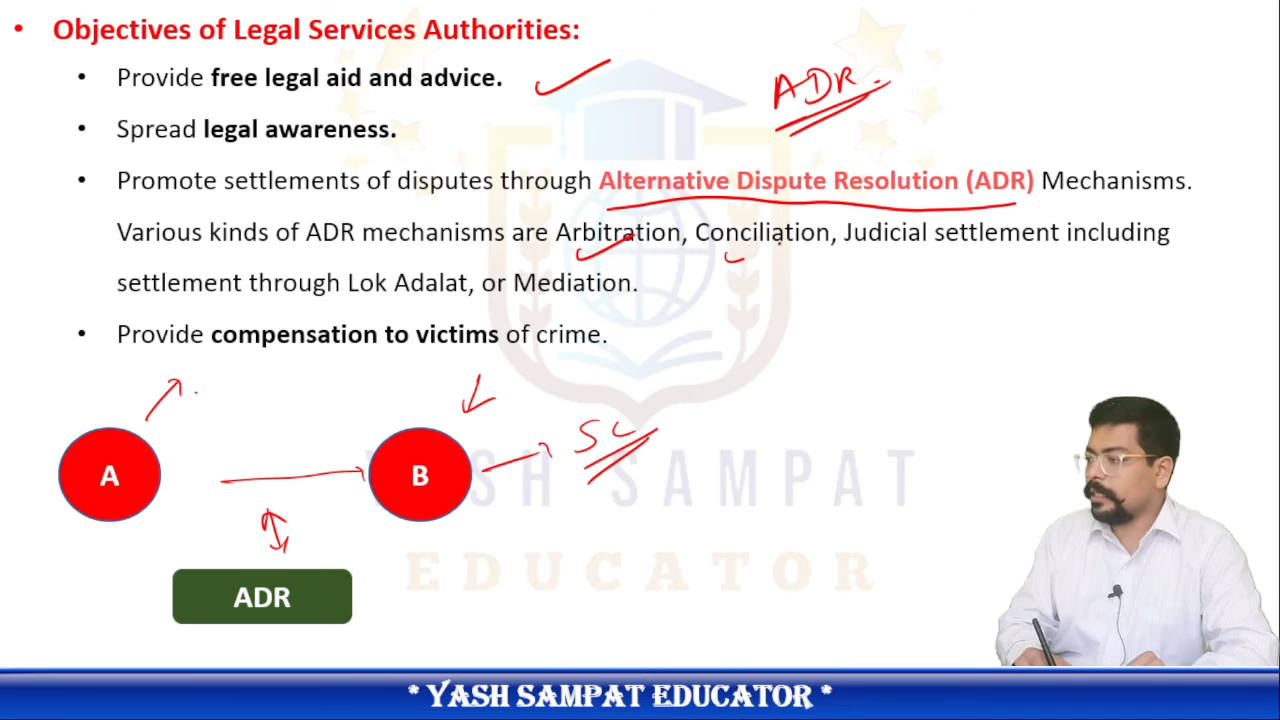 • Objectives of Legal Services Authorities:
• Provide free legal aid and advice.
ADR.
• Spread legal awareness.
• Promote settlements of disputes through Alternative Dispute Resolution (ADR) Mechanisms.
Various kinds of ADR mechanisms are Arbitration, Conciliation, Judicial settlement including
settlement through Lok Adalat, or Mediation.
• Provide compensation to victims of crime.
A
B
SC
YASH SAMPAT
EDUCATOR
ADR
* YASH SAMPAT EDUCATOR *